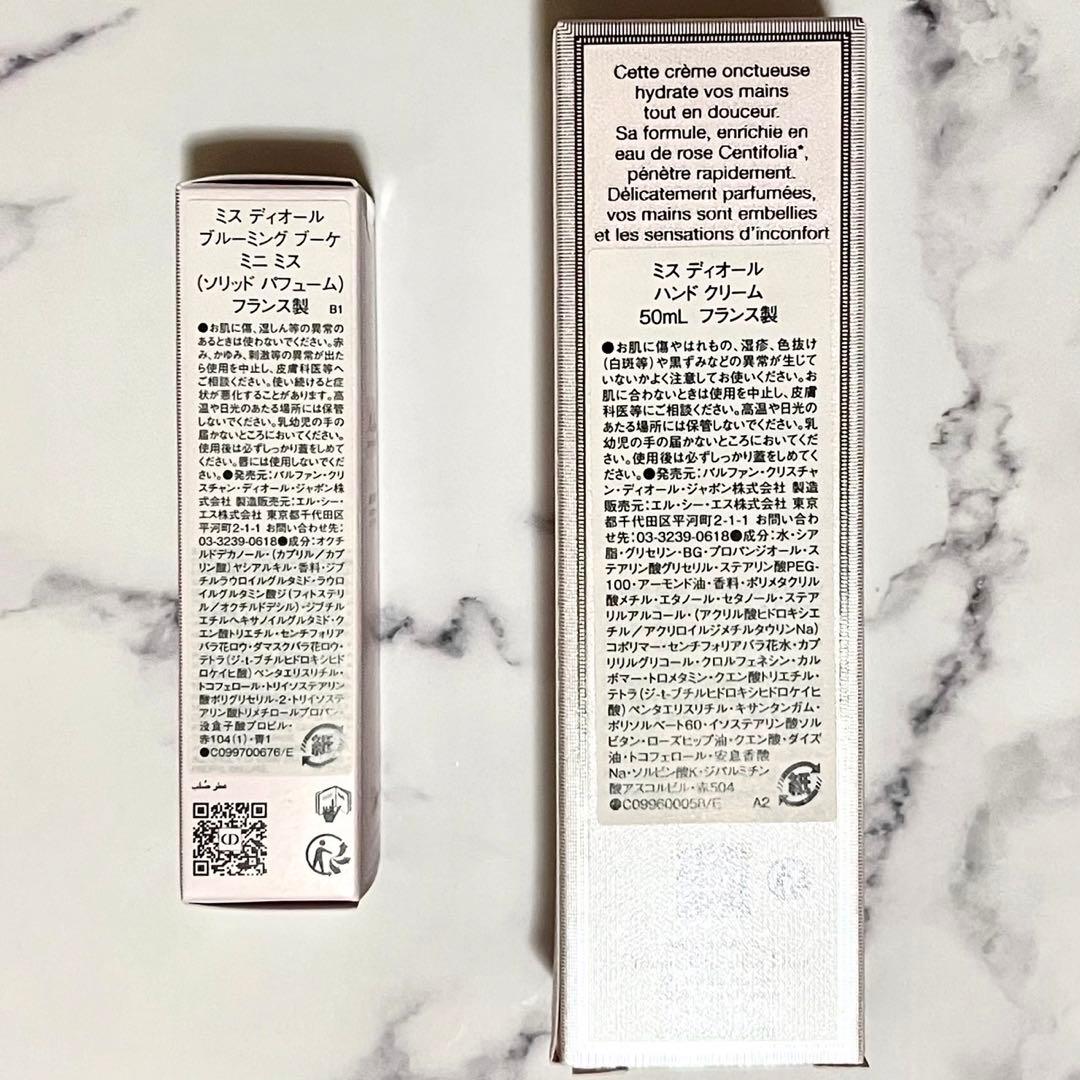 ミス ディオール
ブルーミング ブーケ
ミニ ミス
(ソリッド パフューム)
フランス製 B1
●お肌に傷、湿しん等の異常の
あるときは使わないでください。赤
み、かゆみ、刺激等の異常が出た
ら使用を中止し、皮膚科医等へ
ご相談ください。使い続けると症
状が悪化することがあります。高
温や日光のあたる場所には保管
しないでください。乳幼児の手の
届かないところにおいてください。
使用後は必ずしっかり蓋をしめて
ください。唇には使用しないでくだ
さい。●発売元:パルファン・クリ
スチャン・ディオール・ジャポン株
式会社 製造販売元:エル・シー・
エス株式会社 東京都千代田区
平河町2-1-1 お問い合わせ先:
03-3239-0618●成分:オクチ
ルドデカノール・(カプリル/カプ
リン酸)ヤシアルキル・香料・ジブ
チルラウロイルグルタミド・ラウロ
イルグルタミン酸ジ(フィトステリ
ル/オクチルドデシル)・ジブチル
エチルヘキサノイルグルタミド・ク
エン酸トリエチル・センチフォリア
バラ花ロウ・ダマスクバラ花ロウ・
テトラ(ジ-t-ブチルヒドロキシヒド
ロケイヒ酸)ペンタエリスリチル・
トコフェロール・トリイソステアリン
酸ポリグリセリル-2・トリイソステ
アリン酸トリメチロールプロパン・
没食子酸プロピル・
赤104(1)・青1
●C099700676/E
紙
عطر صُلب
Cette crème onctueuse
hydrate vos mains
tout en douceur.
Sa formule, enrichie en
eau de rose Centifolia*,
pénètre rapidement.
Délicatement parfumées,
vos mains sont embellies
et les sensations d'inconfort
ミス ディオール
ハンド クリーム
50mL フランス製
●お肌に傷やはれもの、湿疹、色抜け
(白斑等)や黒ずみなどの異常が生じて
いないかよく注意してお使いください。お
肌に合わないときは使用を中止し、皮膚
科医等にご相談ください。高温や日光の
あたる場所には保管しないでください。乳
幼児の手の届かないところにおいてくだ
さい。使用後は必ずしっかり蓋をしめてく
ださい。●発売元:パルファン・クリスチャ
ン・ディオール・ジャポン株式会社 製造
販売元:エル・シー・エス株式会社 東京
都千代田区平河町2-1-1 お問い合わ
せ先:03-3239-0618●成分:水・シア
脂・グリセリン・BG・プロパンジオール・ス
テアリン酸グリセリル・ステアリン酸PEG-
100・アーモンド油・香料・ポリメタクリル
酸メチル・エタノール・セタノール・ステア
リルアルコール・(アクリル酸ヒドロキシエ
チル/アクリロイルジメチルタウリンNa)
コポリマー・センチフォリアバラ花水・カプ
リリルグリコール・クロルフェネシン・カル
ボマー・トロメタミン・クエン酸トリエチル・
テトラ(ジ-t-ブチルヒドロキシヒドロケイヒ
酸)ペンタエリスリチル・キサンタンガム・
ポリソルベート60・イソステアリン酸ソル
ビタン・ローズヒップ油・クエン酸・ダイズ
油・トコフェロール・安息香酸
Na・ソルビン酸K・ジパルミチン
酸アスコルビル・赤504
●C099600058/E A2
紙